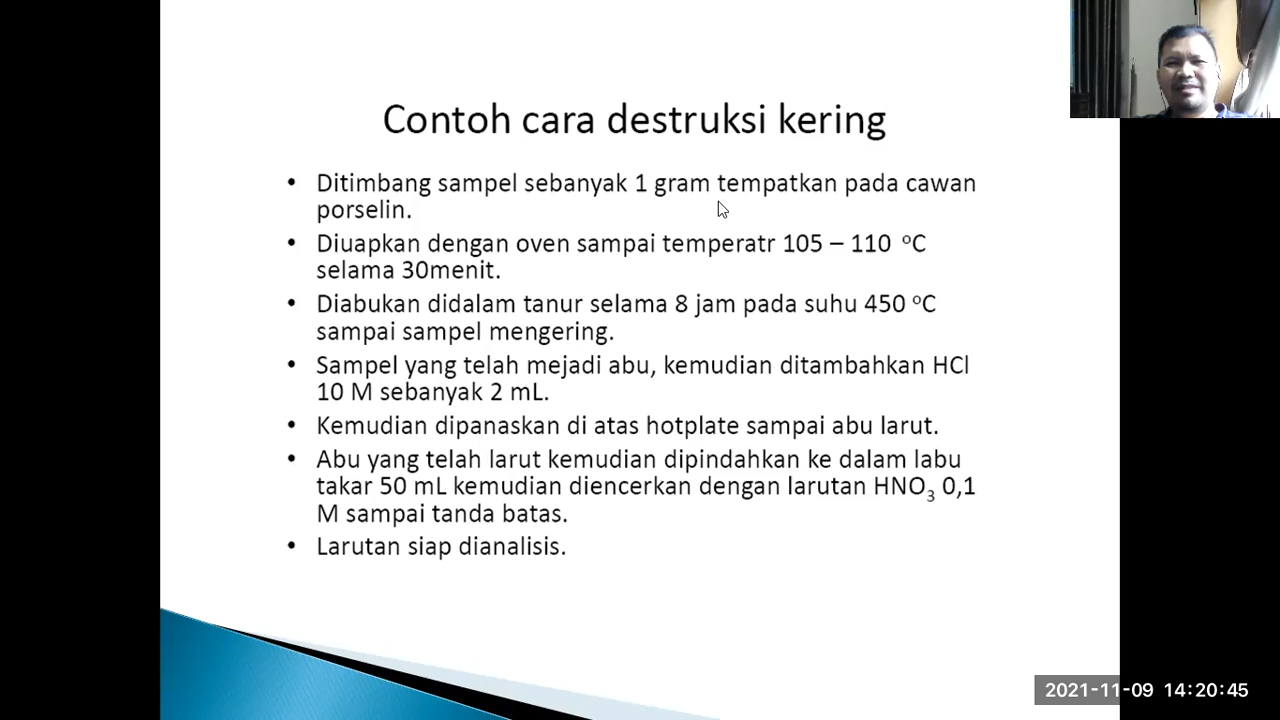 Contoh cara destruksi kering
• Ditimbang sampel sebanyak 1 gram tempatkan pada cawan
porselin.
• Diuapkan dengan oven sampai temperatr 105 – 110 ºC
selama 30menit.
• Diabukan didalam tanur selama 8 jam pada suhu 450 ºC
sampai sampel mengering.
• Sampel yang telah mejadi abu, kemudian ditambahkan HCl
10 M sebanyak 2 mL.
• Kemudian dipanaskan di atas hotplate sampai abu larut.
• Abu yang telah larut kemudian dipindahkan ke dalam labu
takar 50 mL kemudian diencerkan dengan larutan HNO₃ 0,1
M sampai tanda batas.
• Larutan siap dianalisis.
2021-11-09 14:20:45